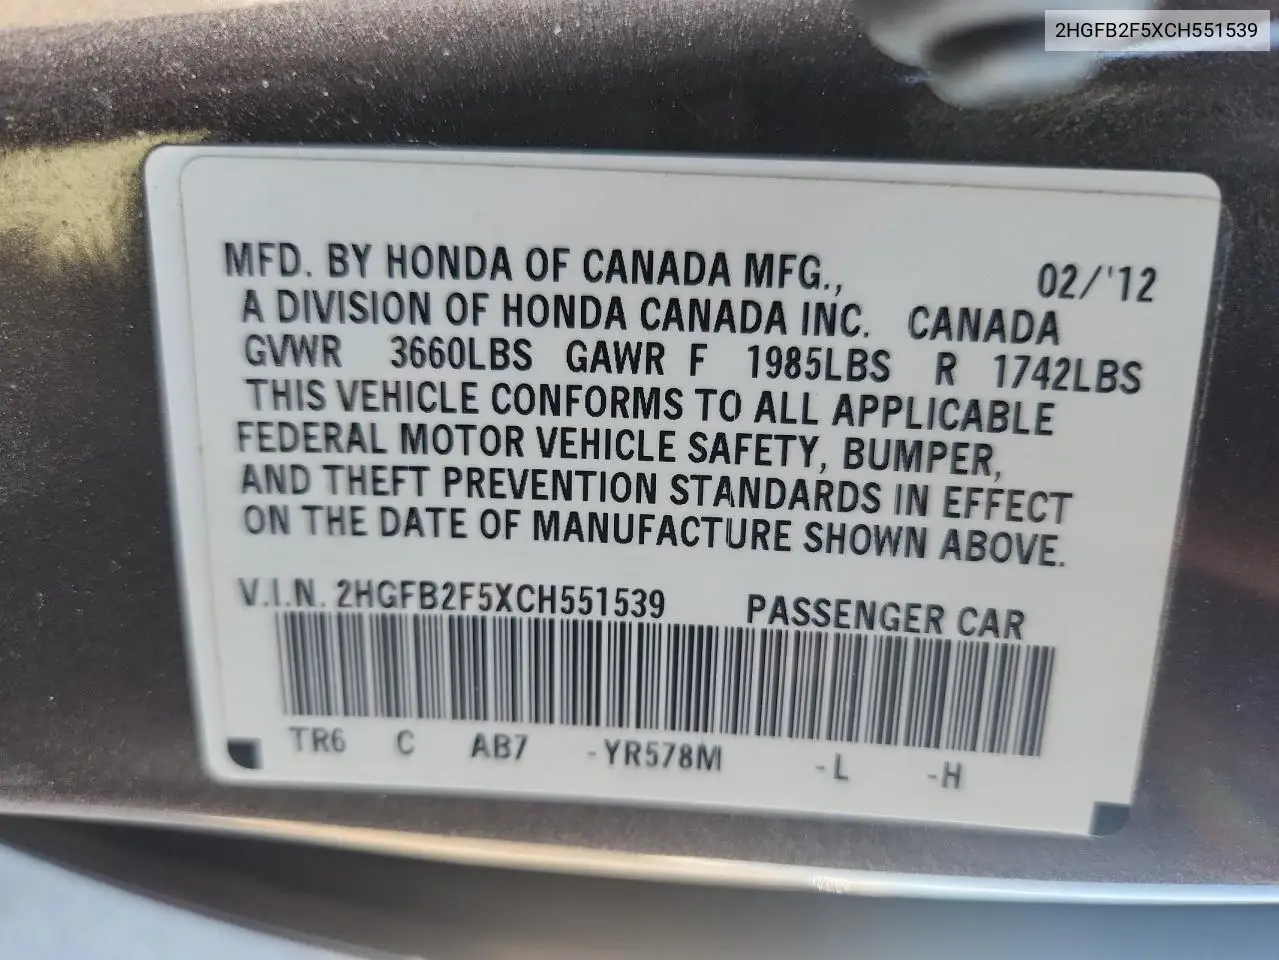 2HGFB2F5XCH551539
MFD. BY HONDA OF CANADA MFG., 02/'12
A DIVISION OF HONDA CANADA INC. CANADA
GVWR 3660LBS GAWR F 1985LBS R 1742LBS
THIS VEHICLE CONFORMS TO ALL APPLICABLE
FEDERAL MOTOR VEHICLE SAFETY, BUMPER,
AND THEFT PREVENTION STANDARDS IN EFFECT
ON THE DATE OF MANUFACTURE SHOWN ABOVE.
V.I.N. 2HGFB2F5XCH551539 PASSENGER CAR
TR6 C AB7 -YR578M -L -H